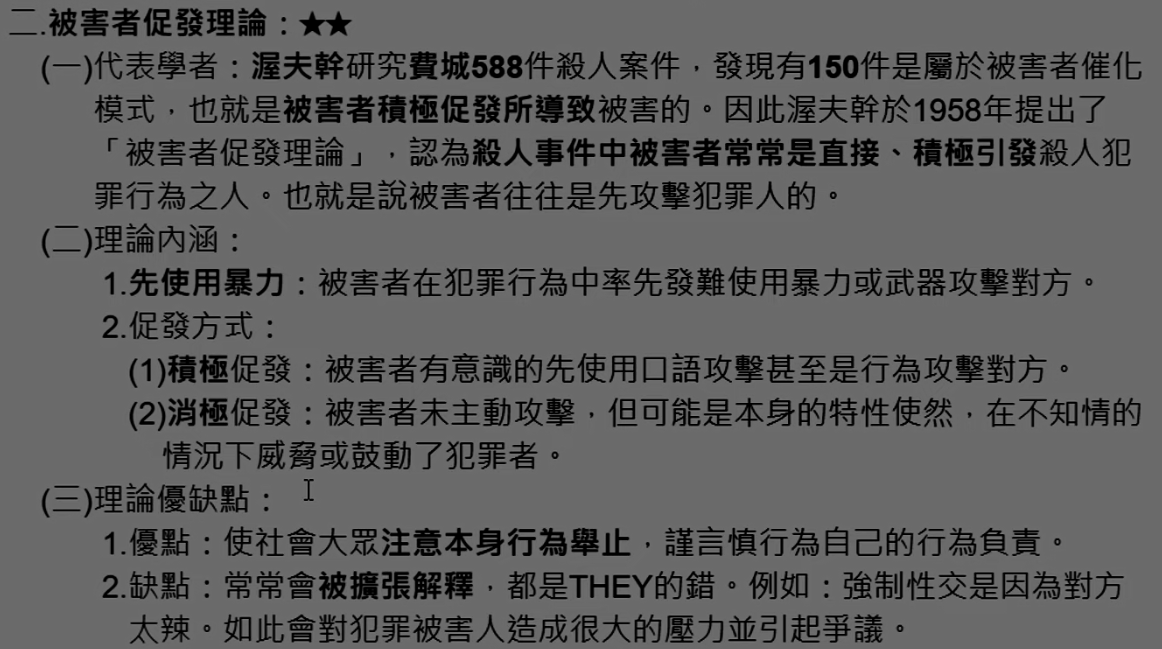 二.被害者促發理論：★★
(一)代表學者：渥夫幹研究費城588件殺人案件，發現有150件是屬於被害者催化
模式，也就是被害者積極促發所導致被害的。因此渥夫幹於1958年提出了
「被害者促發理論」，認為殺人事件中被害者常常是直接、積極引發殺人犯
罪行為之人。也就是說被害者往往是先攻擊犯罪人的。
(二)理論內涵：
1.先使用暴力：被害者在犯罪行為中率先發難使用暴力或武器攻擊對方。
2.促發方式：
(1)積極促發：被害者有意識的先使用口語攻擊甚至是行為攻擊對方。
(2)消極促發：被害者未主動攻擊，但可能是本身的特性使然，在不知情的
情況下威脅或鼓動了犯罪者。
(三)理論優缺點：
1.優點：使社會大眾注意本身行為舉止，謹言慎行為自己的行為負責。
2.缺點：常常會被擴張解釋，都是THEY的錯。例如：強制性交是因為對方
太辣。如此會對犯罪被害人造成很大的壓力並引起爭議。